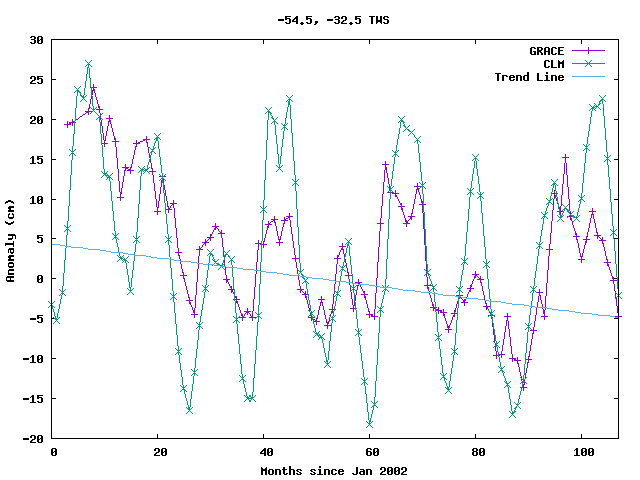 -54.5, -32.5 TWS
GRACE
CLM
Trend Line
30
25
20
15
10
5
0
-5
-10
-15
-20
Anomaly (cm)
0 20 40 60 80 100
Months since Jan 2002